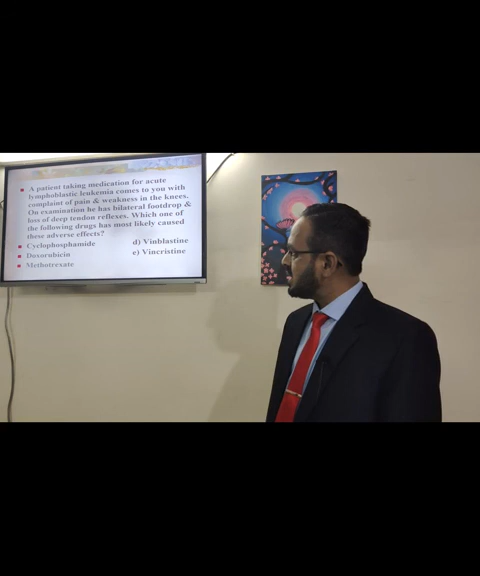 A patient taking medication for acute
lymphoblastic leukemia comes to you with
complaint of pain & weakness in the knees.
On examination he has bilateral footdrop &
loss of deep tendon reflexes. Which one of
the following drugs has most likely caused
these adverse effects?
Cyclophosphamide d) Vinblastine
Doxorubicin e) Vincristine
Methotrexate